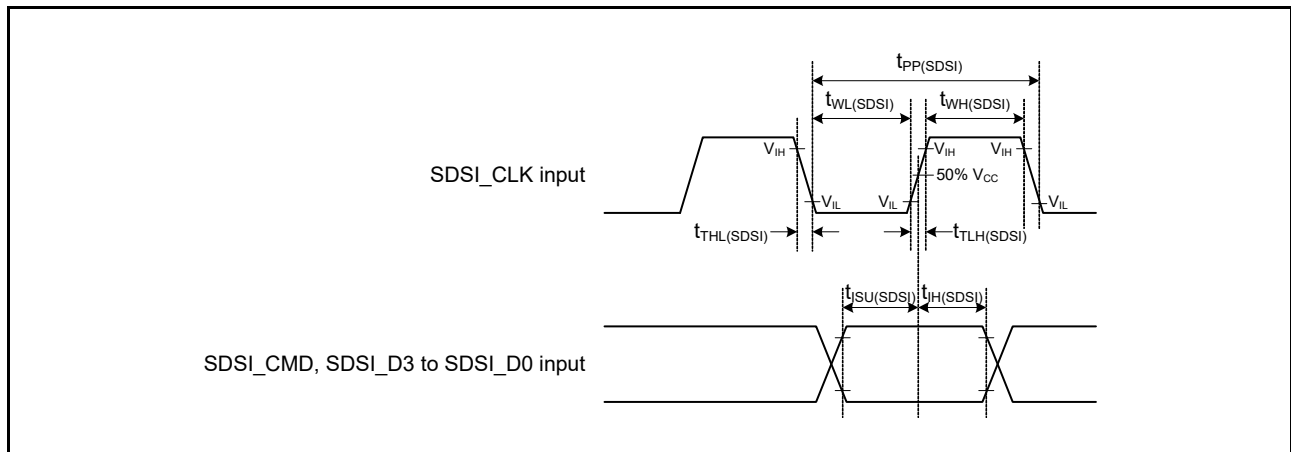 tPP(SDSI)
tWL(SDSI) tWH(SDSI)
VIH VIH VIH
SDSI_CLK input
50% VCC
VIL VIL VIL
tTHL(SDSI) tTLH(SDSI)
tISU(SDSI) tIH(SDSI)
SDSI_CMD, SDSI_D3 to SDSI_D0 input